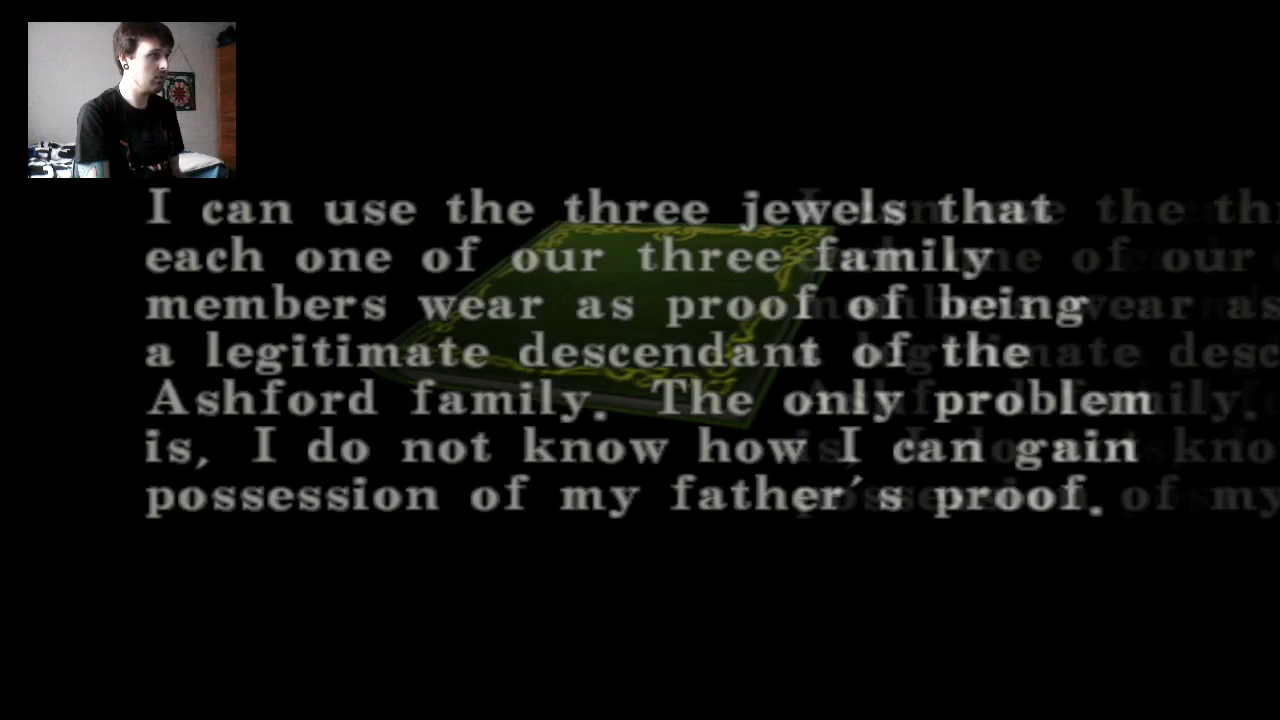 I can use the three jewels that
each one of our three family
members wear as proof of being
a legitimate descendant of the
Ashford family. The only problem
is, I do not know how I can gain
possession of my father's proof.